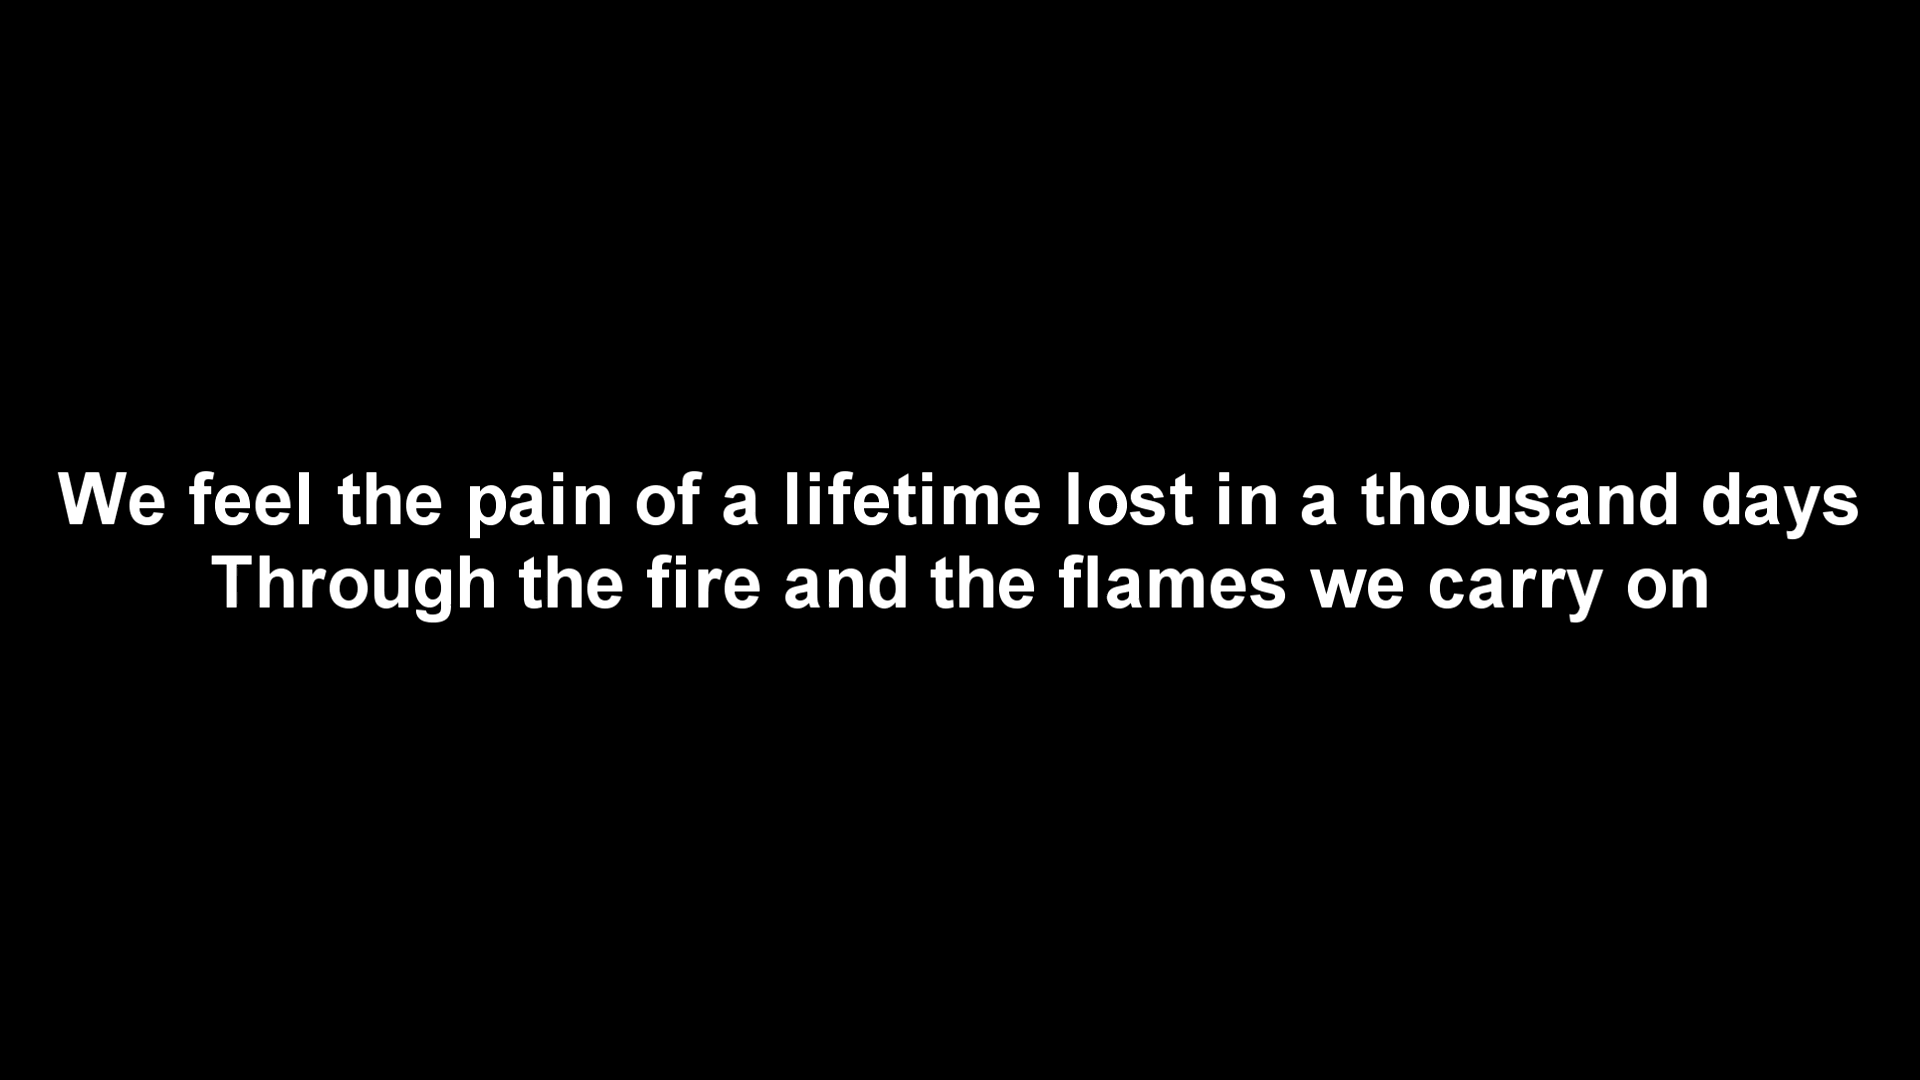 We feel the pain of a lifetime lost in a thousand days
Through the fire and the flames we carry on